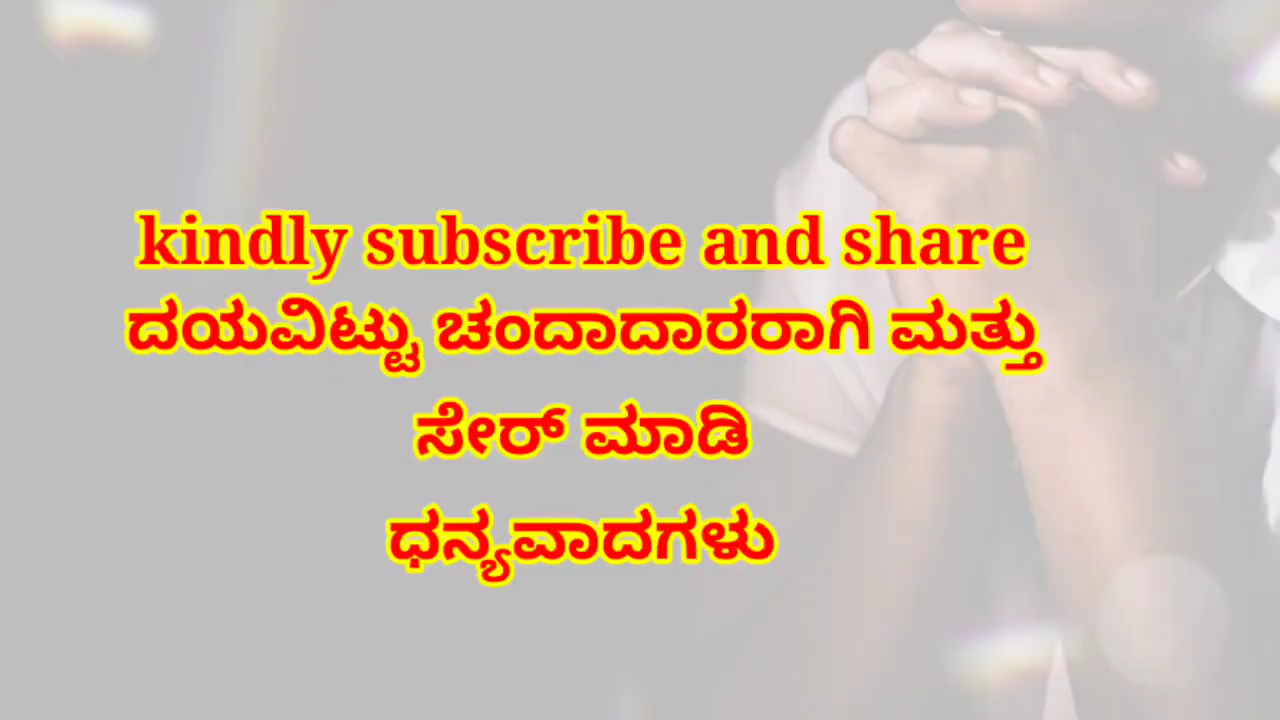 kindly subscribe and share
ದಯವಿಟ್ಟು ಚಂದಾದಾರರಾಗಿ ಮತ್ತು
ಸೇರ್ ಮಾಡಿ
ಧನ್ಯವಾದಗಳು